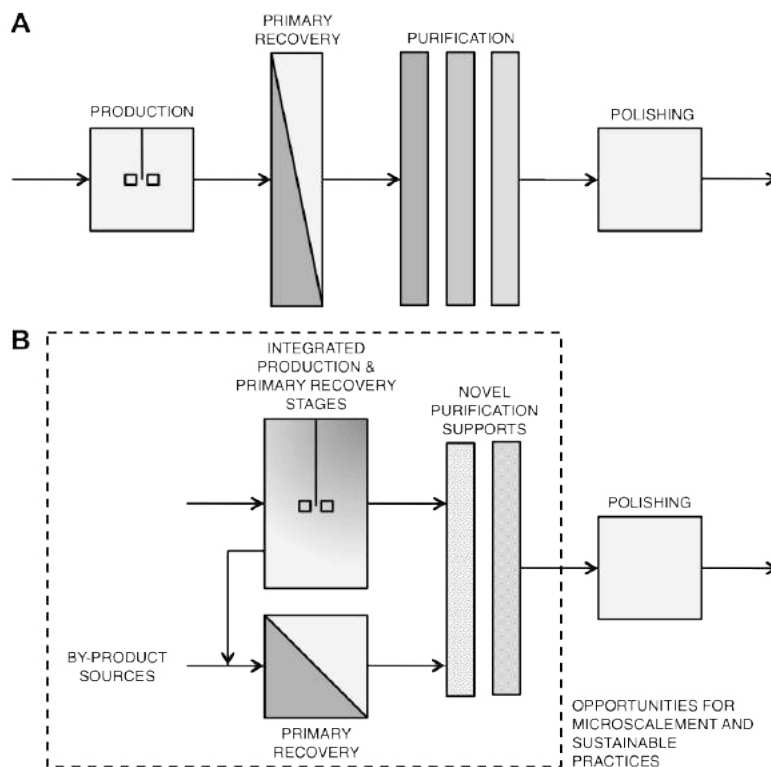 A
PRIMARY
RECOVERY
PURIFICATION
PRODUCTION
POLISHING
B
INTEGRATED
PRODUCTION &
PRIMARY RECOVERY
STAGES
NOVEL
PURIFICATION
SUPPORTS
POLISHING
BY-PRODUCT
SOURCES
PRIMARY
RECOVERY
OPPORTUNITIES FOR
MICROSCALEMENT AND
SUSTAINABLE
PRACTICES